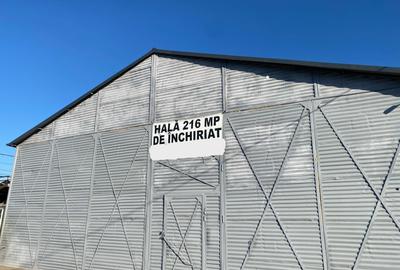 HALĂ 216 MP
DE ÎNCHIRIAT